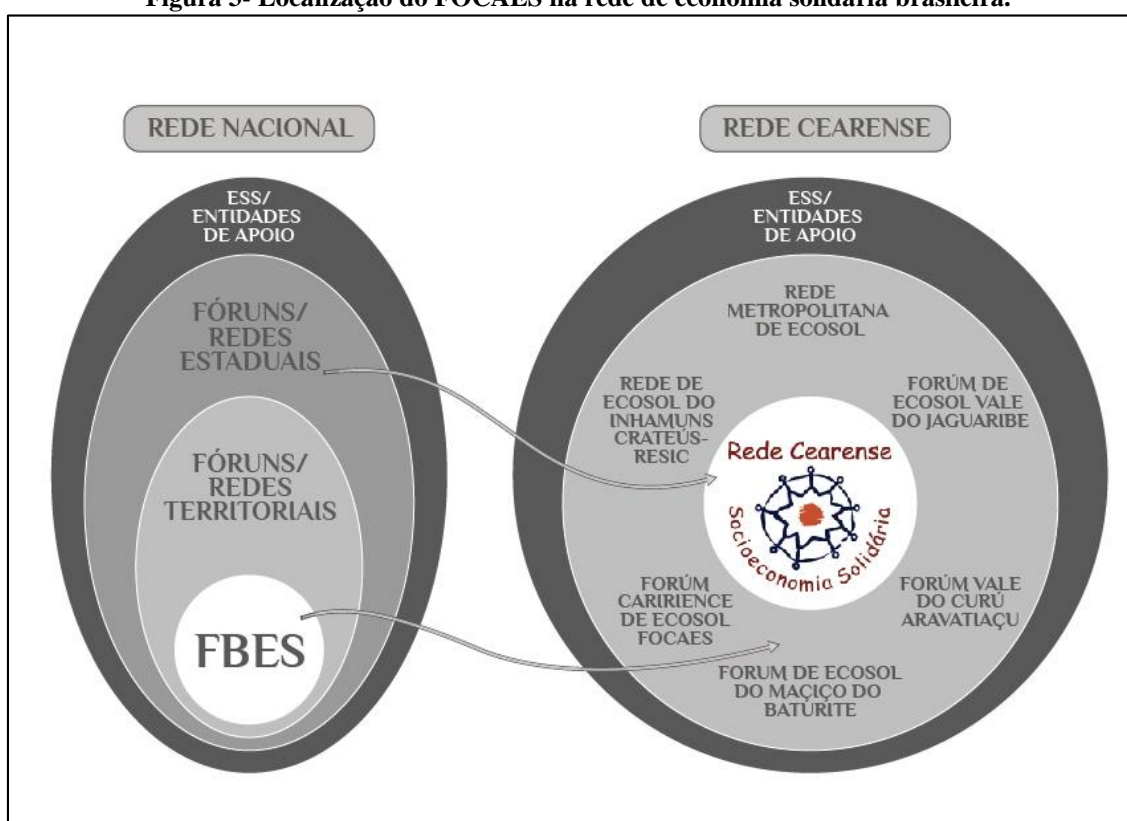 Figura 3- Localização do FOCAES na rede de economia solidária brasileira.
REDE NACIONAL
ESS/
ENTIDADES
DE APOIO
FÓRUNS/
REDES
ESTADUAIS
FÓRUNS/
REDES
TERRITORIAIS
FBES
REDE CEARENSE
ESS/
ENTIDADES
DE APOIO
REDE
METROPOLITANA
DE ECOSOL
REDE DE
ECOSOL DO
INHAMUNS
CRATEÚS-
RESIC
FORÚM DE
ECOSOL VALE
DO JAGUARIBE
Rede Cearense
Socioeconomia Solidária
FORÚM
CARIRIENCE
DE ECOSOL
FOCAES
FORÚM VALE
DO CURÚ
ARAVATIAÇU
FORUM DE ECOSOL
DO MAÇIÇO DO
BATURITE